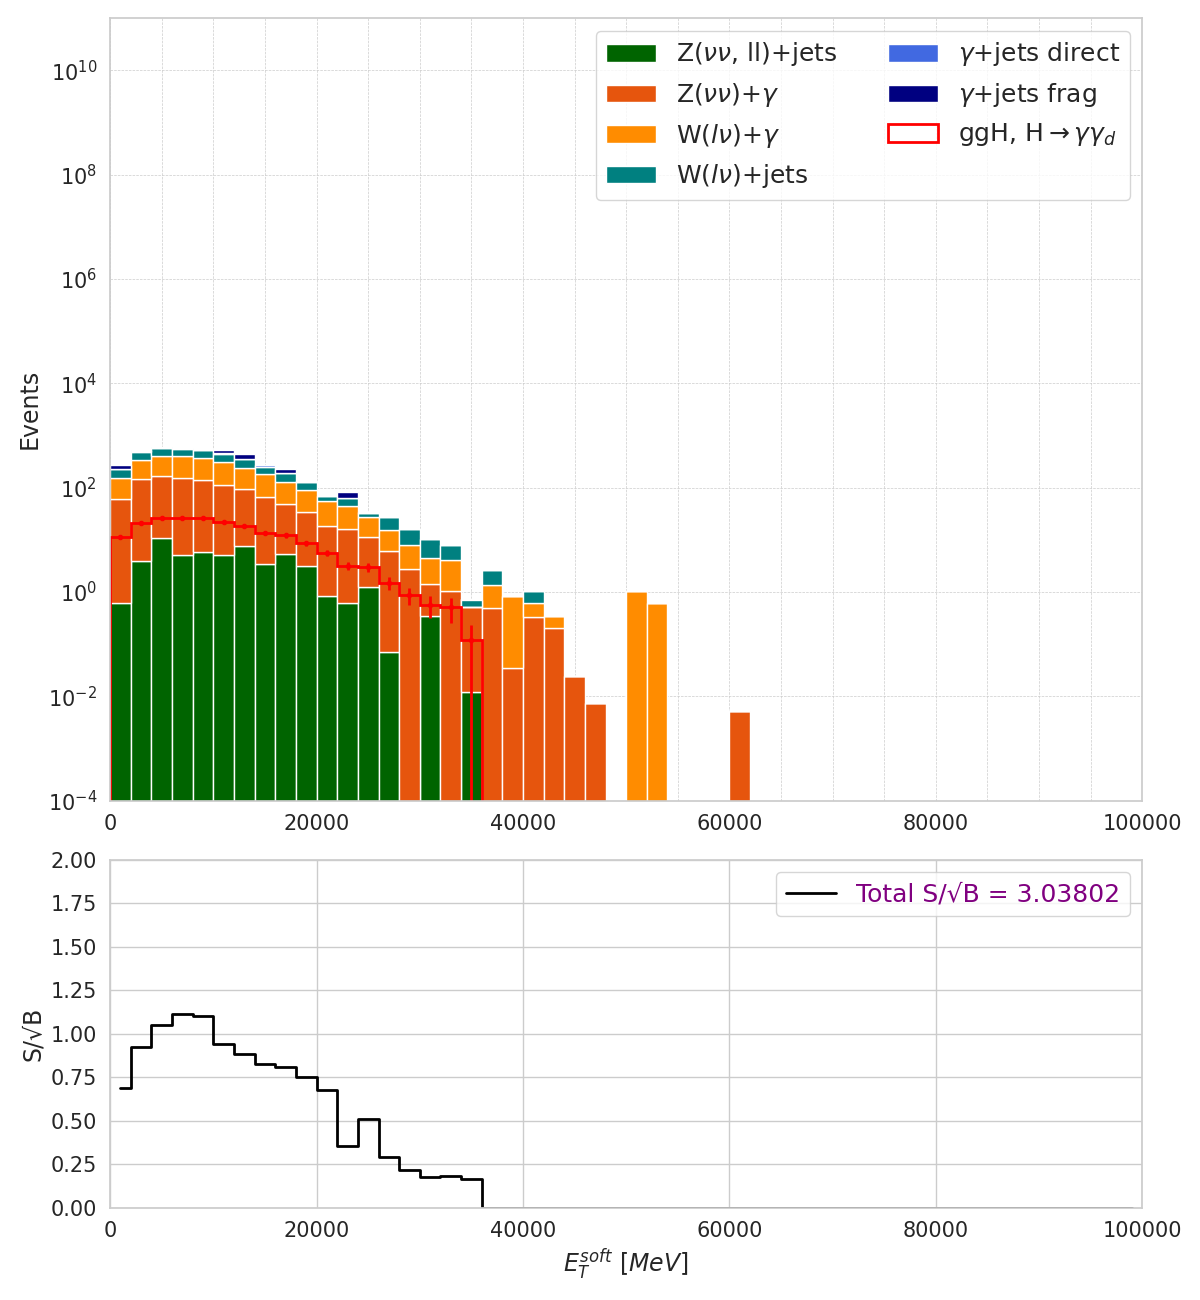 Z(νν, ll)+jets
Z(νν)+γ
W(lν)+γ
W(lν)+jets
γ+jets direct
γ+jets frag
ggH, H→γγ_d
Events
10^10
10^8
10^6
10^4
10^2
10^0
10^−2
10^−4
0 20000 40000 60000 80000 100000
Total S/√B = 3.03802
S/√B
2.00
1.75
1.50
1.25
1.00
0.75
0.50
0.25
0.00
0 20000 40000 60000 80000 100000
E_T^soft [MeV]